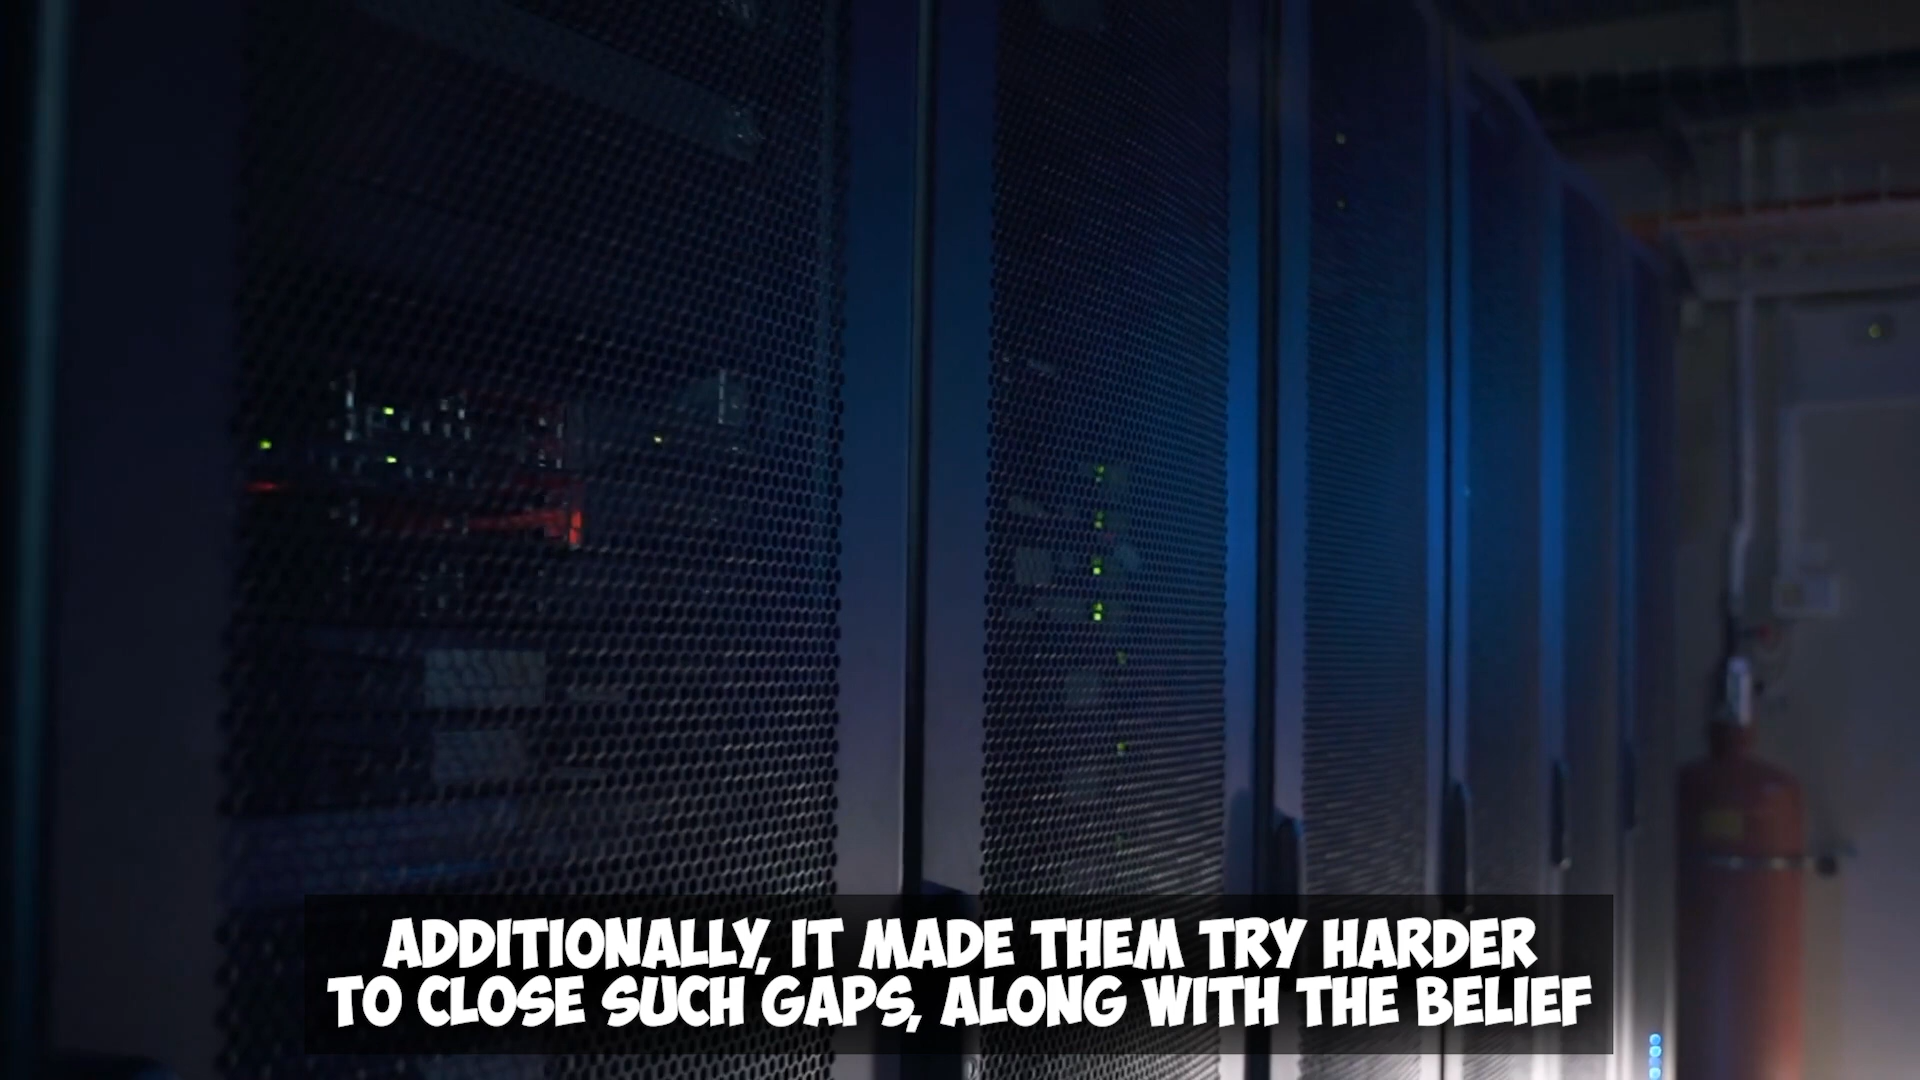 ADDITIONALLY, IT MADE THEM TRY HARDER
TO CLOSE SUCH GAPS, ALONG WITH THE BELIEF